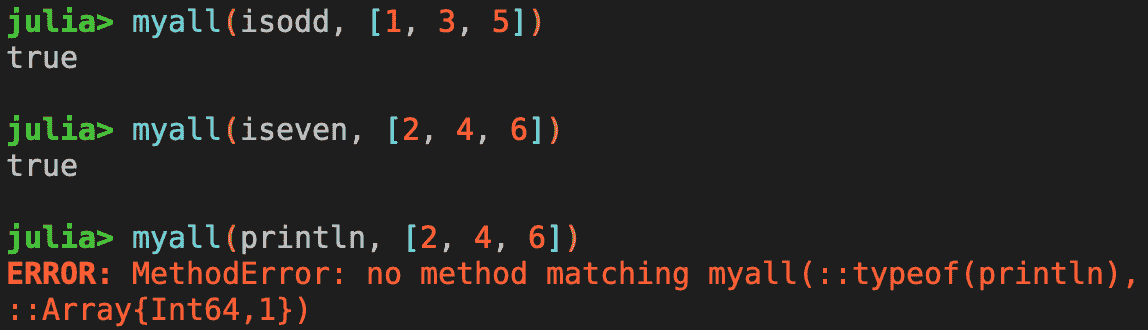 julia> myall(isodd, [1, 3, 5])
true
julia> myall(iseven, [2, 4, 6])
true
julia> myall(println, [2, 4, 6])
ERROR: MethodError: no method matching myall(::typeof(println),
::Array{Int64,1})